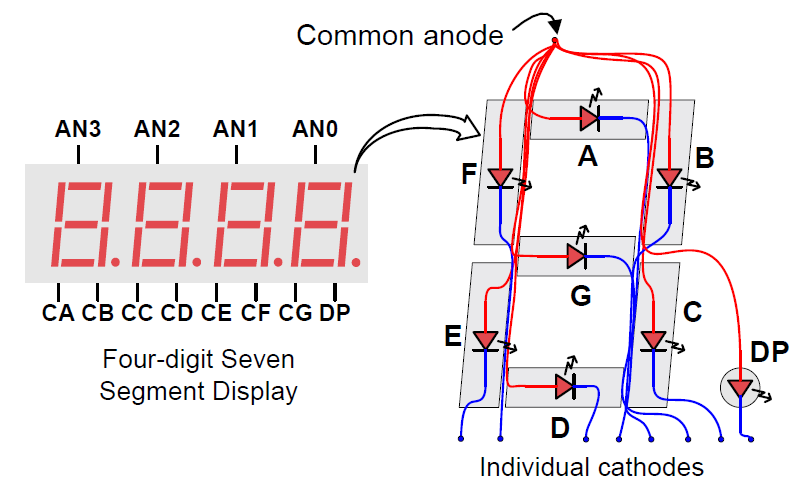 Common anode
AN3 AN2 AN1 AN0
CA CB CC CD CE CF CG DP
Four-digit Seven
Segment Display
A
F
B
G
E
C
D
DP
Individual cathodes